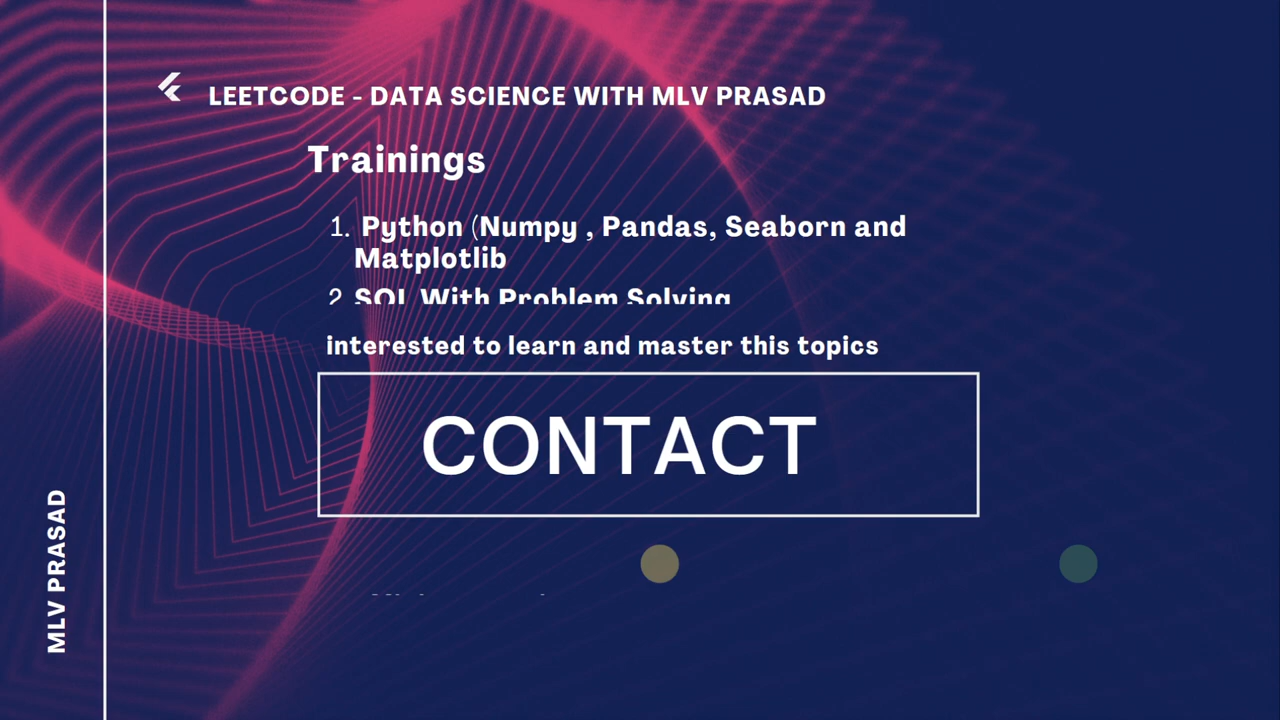 LEETCODE - DATA SCIENCE WITH MLV PRASAD
Trainings
1. Python (Numpy , Pandas, Seaborn and
Matplotlib
2 SQL With Problem Solving
interested to learn and master this topics
CONTACT
MLV PRASAD